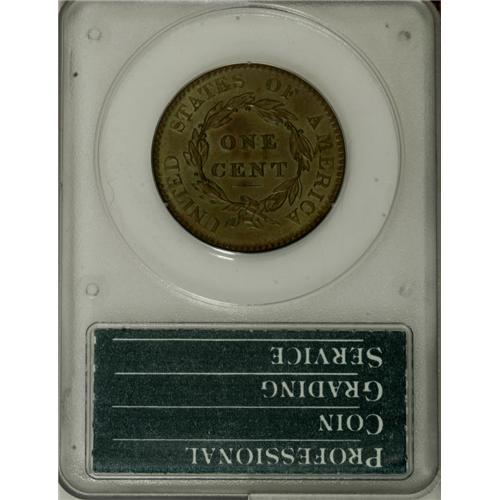 UNITED STATES OF AMERICA
ONE
CENT
PROFESSIONAL
COIN
GRADING
SERVICE